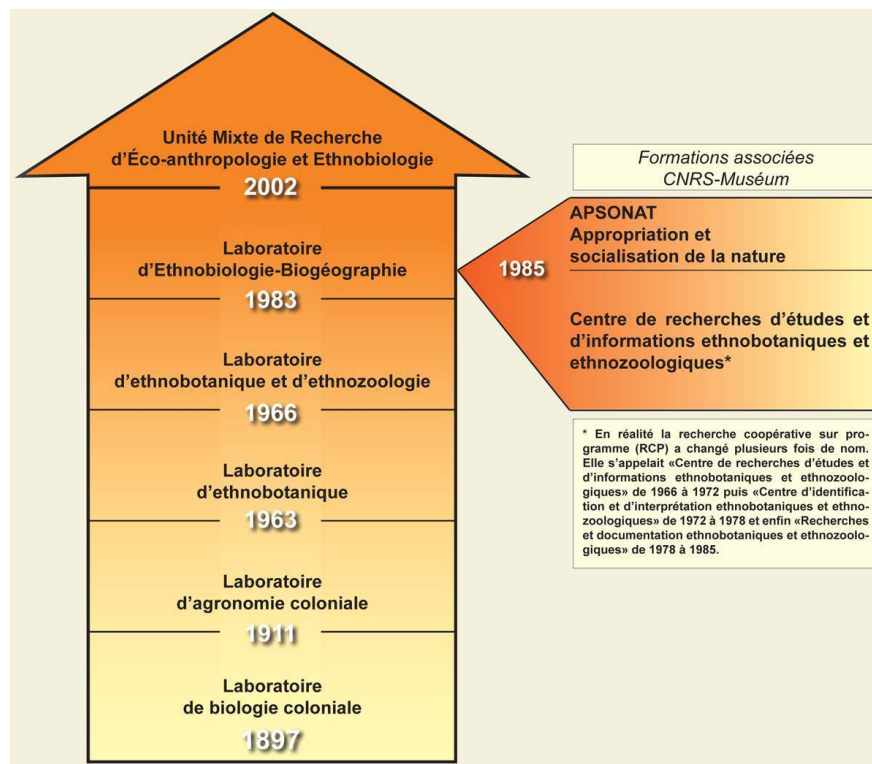 Unité Mixte de Recherche
d'Éco-anthropologie et Ethnobiologie
2002
Laboratoire
d'Ethnobiologie-Biogéographie
1983
Laboratoire
d'ethnobotanique et d'ethnozoologie
1966
Laboratoire
d'ethnobotanique
1963
Laboratoire
d'agronomie coloniale
1911
Laboratoire
de biologie coloniale
1897
Formations associées
CNRS-Muséum
1985
APSONAT
Appropriation et
socialisation de la nature
Centre de recherches d'études et
d'informations ethnobotaniques et
ethnozoologiques*
* En réalité la recherche coopérative sur pro-
gramme (RCP) a changé plusieurs fois de nom.
Elle s'appelait «Centre de recherches d'études et
d'informations ethnobotaniques et ethnozoolo-
giques» de 1966 à 1972 puis «Centre d'identifica-
tion et d'interprétation ethnobotaniques et ethno-
zoologiques» de 1972 à 1978 et enfin «Recherches
et documentation ethnobotaniques et ethnozoolo-
giques» de 1978 à 1985.